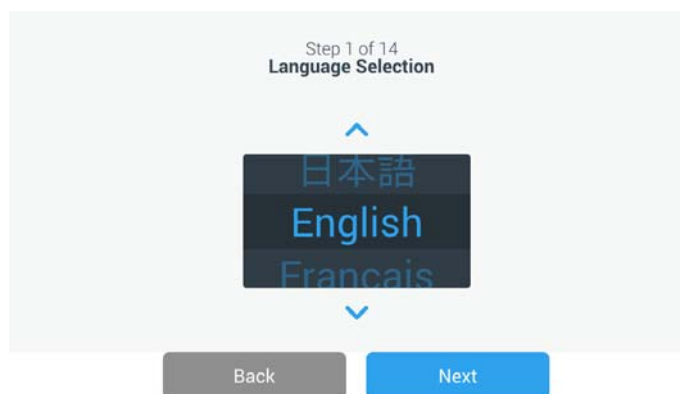 Step 1 of 14
Language Selection
日本語
English
Francais
Back
Next